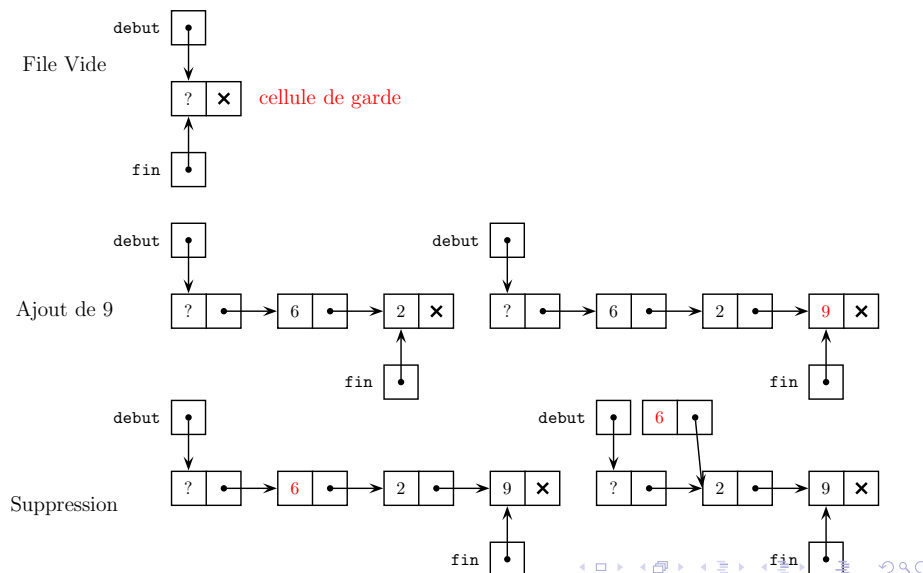 debut
File Vide
? ×
cellule de garde
fin
debut
debut
Ajout de 9
? 6 2 ×
? 6 2 9 ×
fin
fin
debut
debut
6
? 6 2 9 ×
? 2 9 ×
Suppression
fin
fin